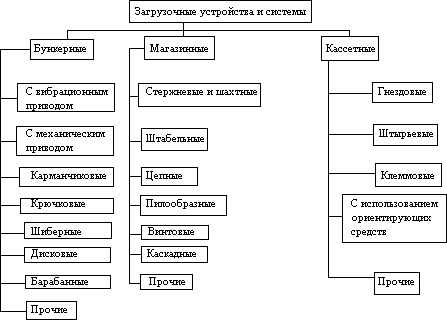 Загрузочные устройства и системы
Бункерные
Магазинные
Кассетные
С вибрационным
приводом
С механическим
приводом
Карманчиковые
Крючковые
Шиберные
Дисковые
Барабанные
Прочие
Стержневые и шахтные
Штабельные
Цепные
Пилообразные
Винтовые
Каскадные
Прочие
Гнездовые
Штырьевые
Клеммовые
С использованием
ориентирующих
средств
Прочие